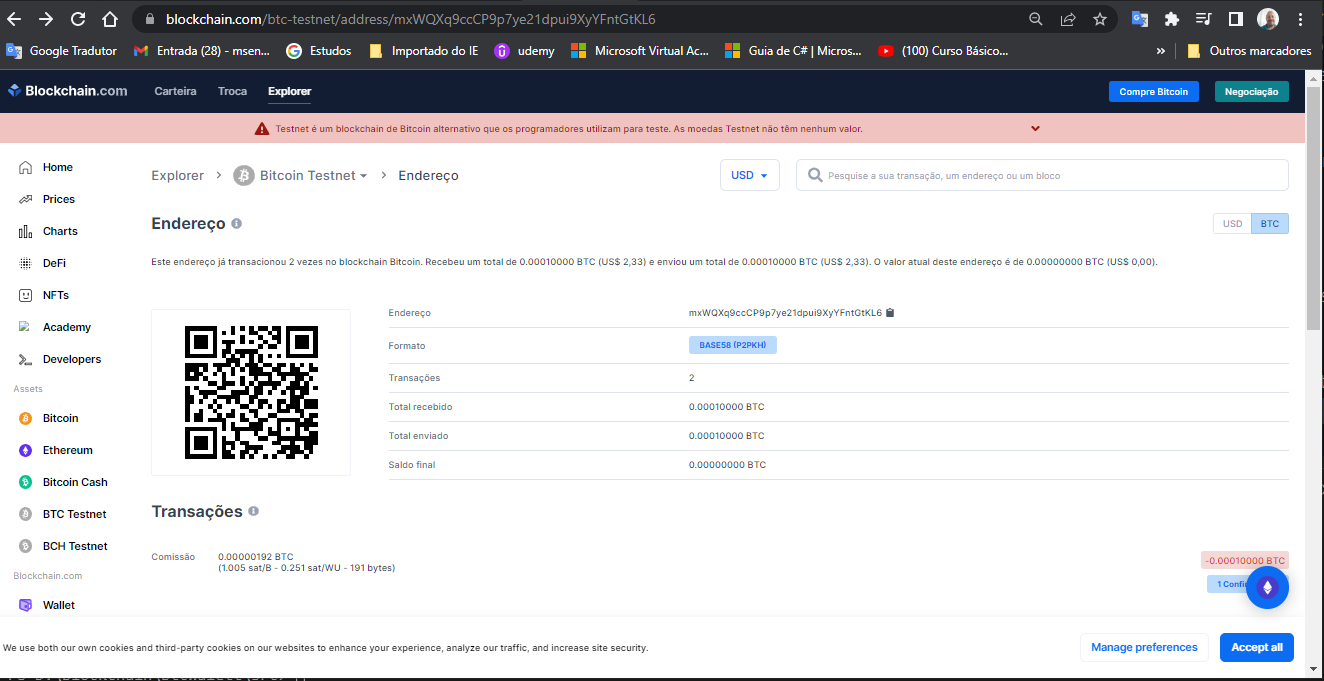 blockchain.com/btc-testnet/address/mxWQXq9ccCP9p7ye21dpui9XyYFntGtKL6
Google Tradutor
Entrada (28) - msen...
Estudos
Importado do IE
udemy
Microsoft Virtual Ac...
Guia de C# | Micros...
(100) Curso Básico...
»
Outros marcadores
Blockchain.com
Carteira
Troca
Explorer
Compre Bitcoin
Negociação
Testnet é um blockchain de Bitcoin alternativo que os programadores utilizam para teste. As moedas Testnet não têm nenhum valor.
Home
Prices
Charts
DeFi
NFTs
Academy
Developers
Assets
Bitcoin
Ethereum
Bitcoin Cash
BTC Testnet
BCH Testnet
Blockchain.com
Wallet
Explorer > Bitcoin Testnet > Endereço
USD
Pesquise a sua transação, um endereço ou um bloco
Endereço
USD BTC
Este endereço já transacionou 2 vezes no blockchain Bitcoin. Recebeu um total de 0.00010000 BTC (US$ 2,33) e enviou um total de 0.00010000 BTC (US$ 2,33). O valor atual deste endereço é de 0.00000000 BTC (US$ 0,00).
Endereço mxWQXq9ccCP9p7ye21dpui9XyYFntGtKL6
Formato BASE58 (P2PKH)
Transações 2
Total recebido 0.00010000 BTC
Total enviado 0.00010000 BTC
Saldo final 0.00000000 BTC
Transações
Comissão 0.00000192 BTC
(1.005 sat/B - 0.251 sat/WU - 191 bytes)
-0.00010000 BTC
1
We use both our own cookies and third-party cookies on our websites to enhance your experience, analyze our traffic, and increase site security.
Manage preferences
Accept all